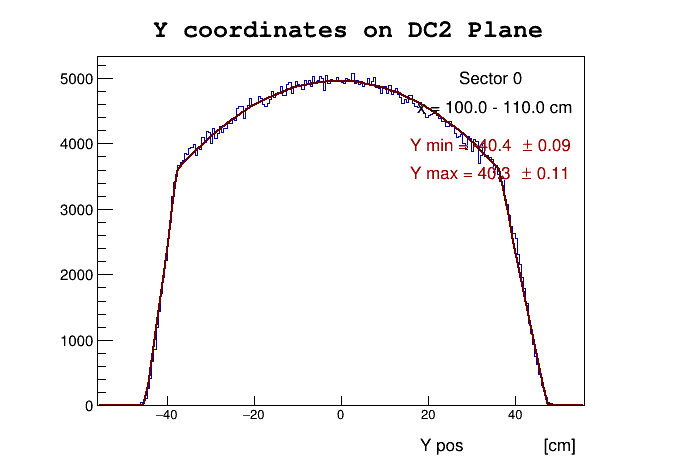 Y coordinates on DC2 Plane
Sector 0
X = 100.0 - 110.0 cm
Y min = -40.4 ± 0.09
Y max = 40.3 ± 0.11
5000
4000
3000
2000
1000
0
−40 −20 0 20 40
Y pos [cm]